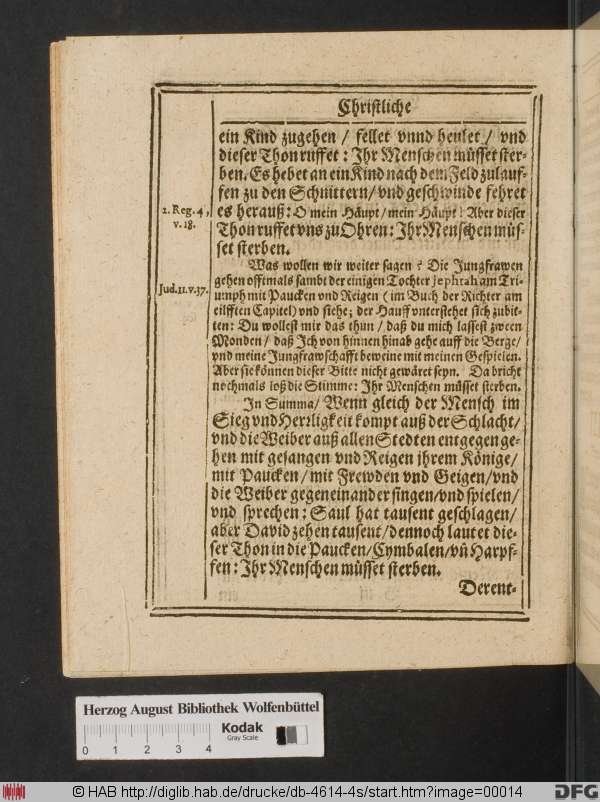 Christliche
ein Kind zugehen / fellet vnnd heulet / vnd
dieser Thon ruffet : Ihr Menschen müsset ster-
ben. Es hebet an ein Kind nach dem Feld zulauf-
fen zu den Schnittern / vnd geschwinde fehret
2. Reg. 4,
v. 18.
es herauß : O mein Häupt / mein Häupt ! Aber dieser
Thon ruffet vns zu Ohren : Ihr Menschen müs-
set sterben.
Was wollen wir weiter sagen ? Die Jungfrawen
gehen offtmals sambt der einigen Tochter Jephtah am Tri-
Jud. 11. v. 37.
umph mit Paucken vnd Reigen ( im Buch der Richter am
eilfften Capitel) vnd siehe; der Hauff vnterstehet sich zubit-
ten : Du wollest mir das thun / daß du mich lassest zween
Monden / daß Ich von hinnen hinab gehe auff die Berge /
vnd meine Jungfrawschafft beweine mit meinen Gespielen.
Aber sie können dieser Bitte nicht gewäret seyn. Da bricht
nochmals loß die Stimme : Ihr Menschen müsset sterben.
In Summa / Wenn gleich der Mensch im
Sieg vnd Herrligkeit kompt auß der Schlacht /
vnd die Weiber auß allen Stedten entgegen ge-
hen mit gesangen vnd Reigen ihrem Könige /
mit Paucken / mit Frewden vnd Geigen / vnd
die Weiber gegeneinander singen / vnd spielen /
vnd sprechen : Saul hat tausent geschlagen /
aber David zehen tausent / dennoch lautet die-
ser Thon in die Paucken / Cymbalen / vñ Harpf-
fen : Ihr Menschen müsset sterben.
Derent-
Herzog August Bibliothek Wolfenbüttel
Kodak
Gray Scale
0 1 2 3 4
© HAB http://diglib.hab.de/drucke/db-4614-4s/start.htm?image=00014
DFG